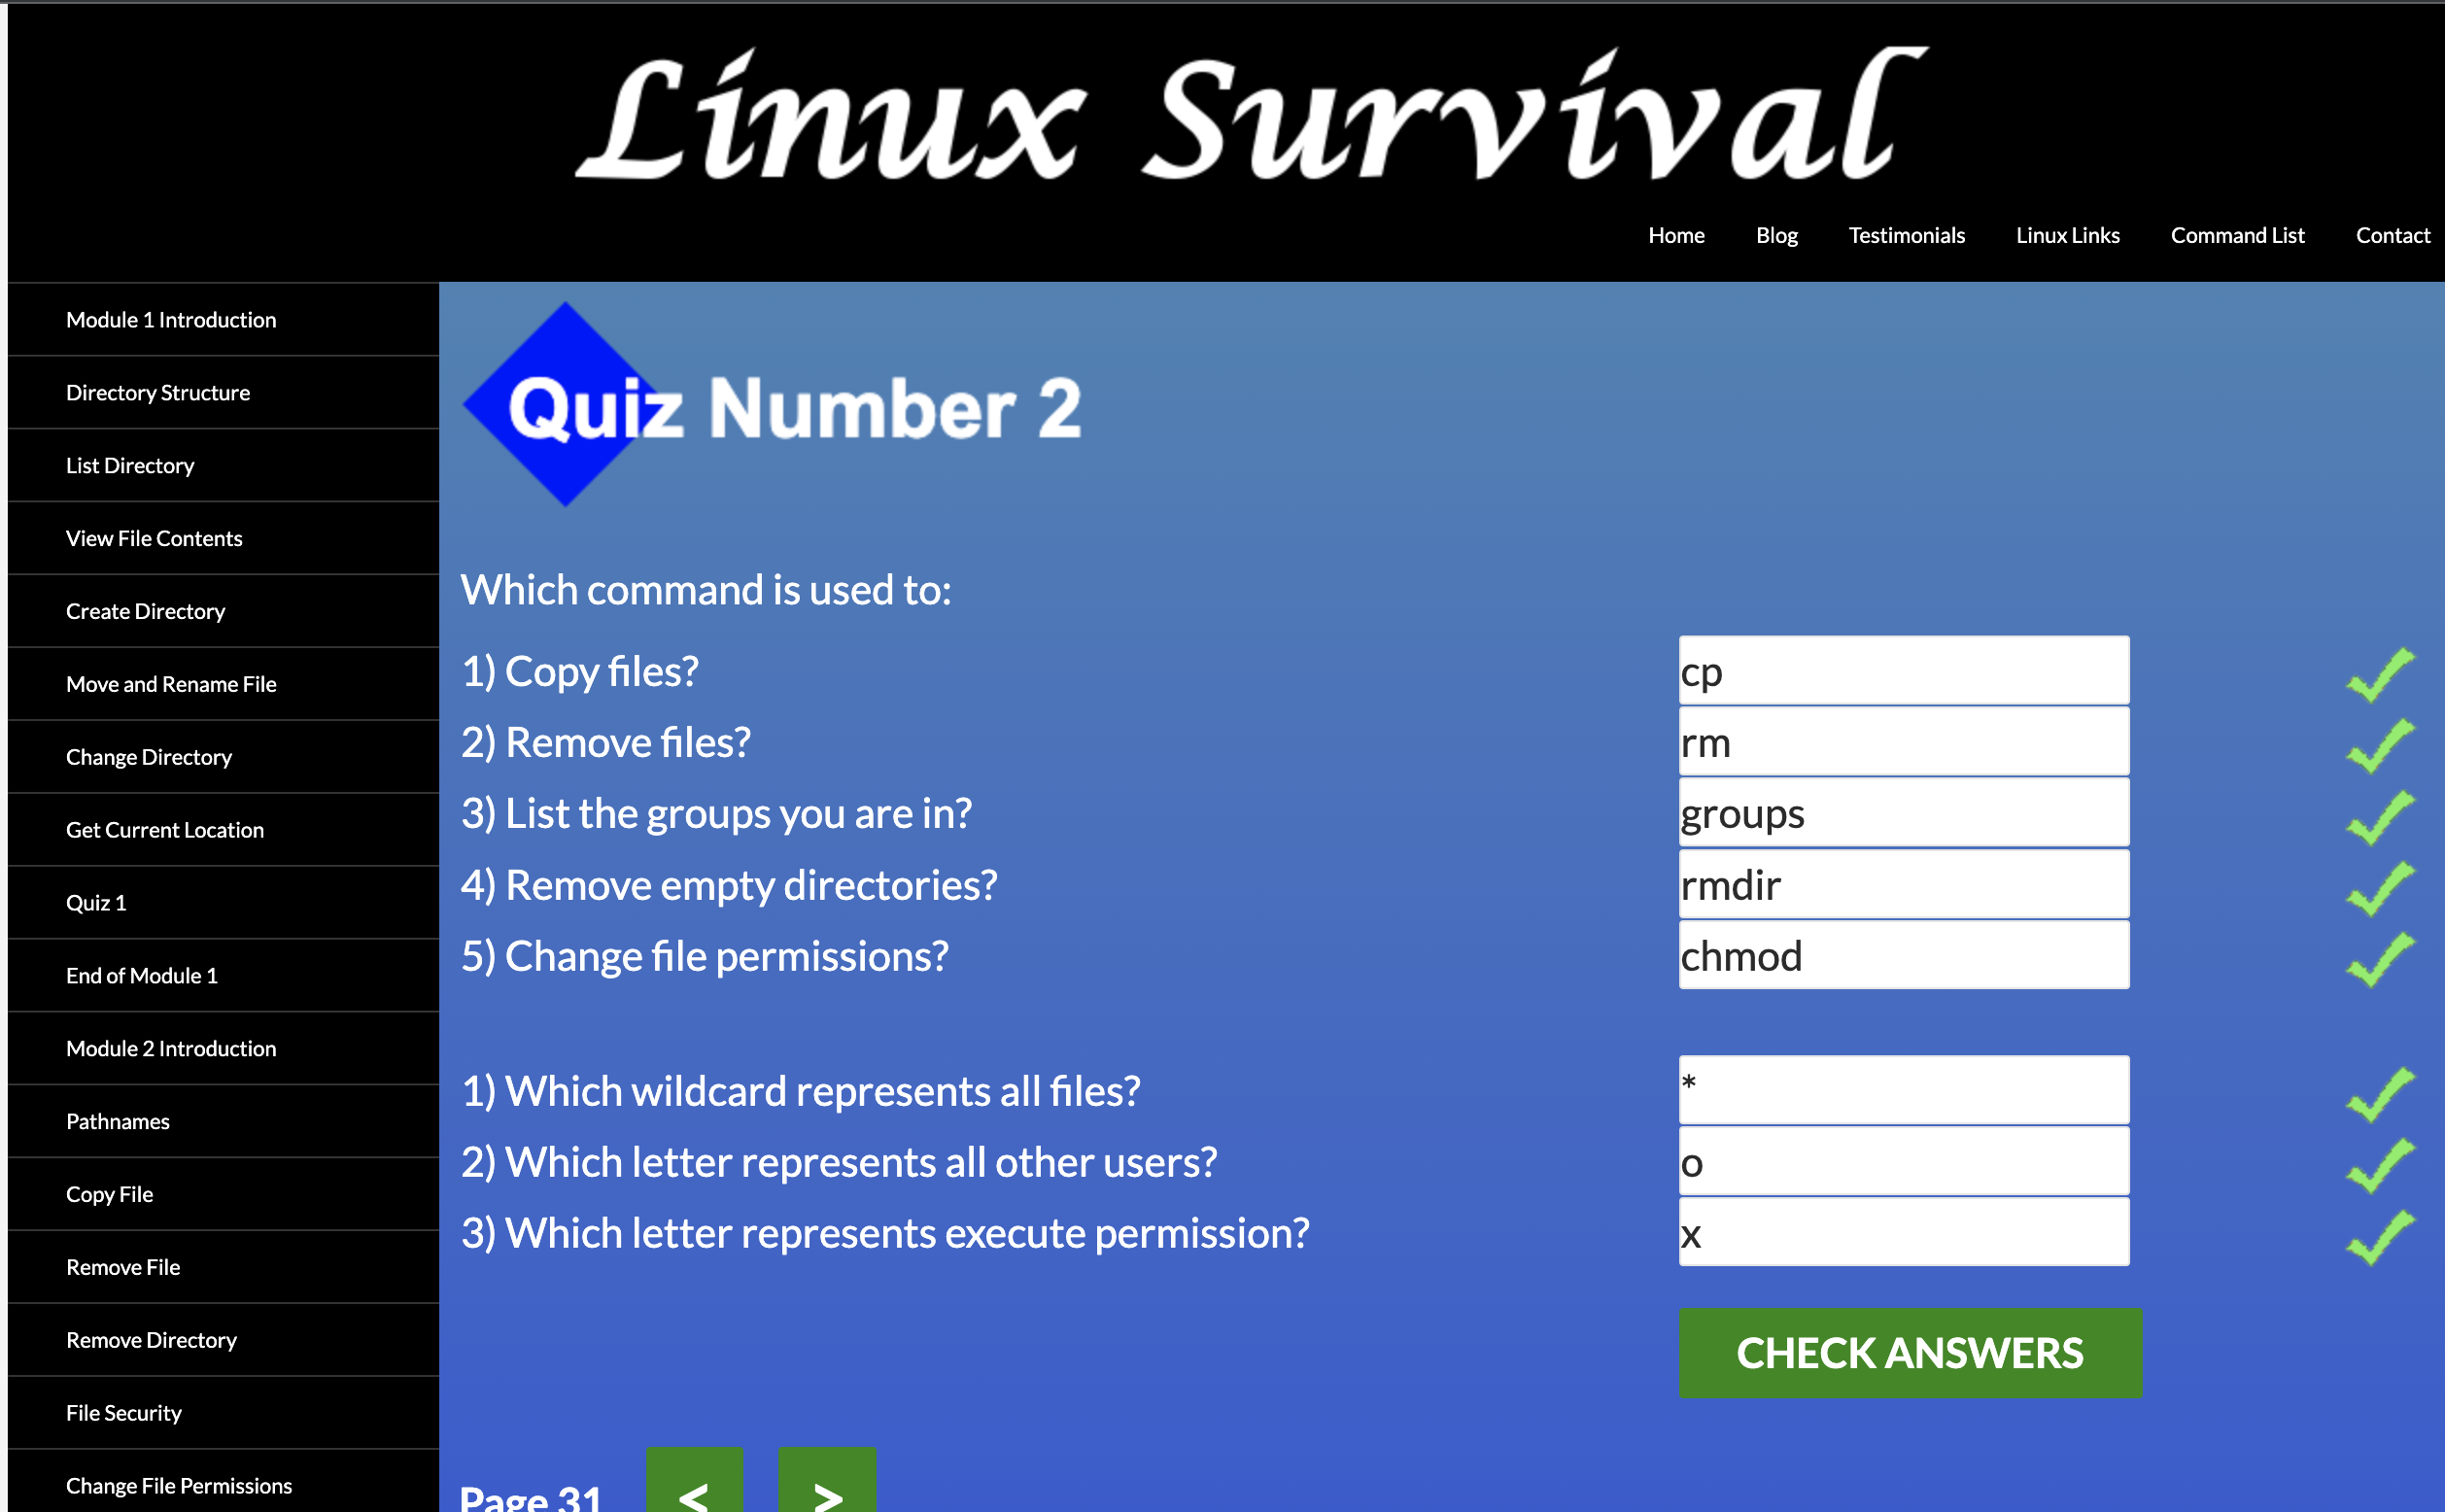 Linux Survival
Home Blog Testimonials Linux Links Command List Contact
Module 1 Introduction
Directory Structure
List Directory
View File Contents
Create Directory
Move and Rename File
Change Directory
Get Current Location
Quiz 1
End of Module 1
Module 2 Introduction
Pathnames
Copy File
Remove File
Remove Directory
File Security
Change File Permissions
Quiz Number 2
Which command is used to:
1) Copy files? cp
2) Remove files? rm
3) List the groups you are in? groups
4) Remove empty directories? rmdir
5) Change file permissions? chmod
1) Which wildcard represents all files? *
2) Which letter represents all other users? o
3) Which letter represents execute permission? x
CHECK ANSWERS
Page 31 < >